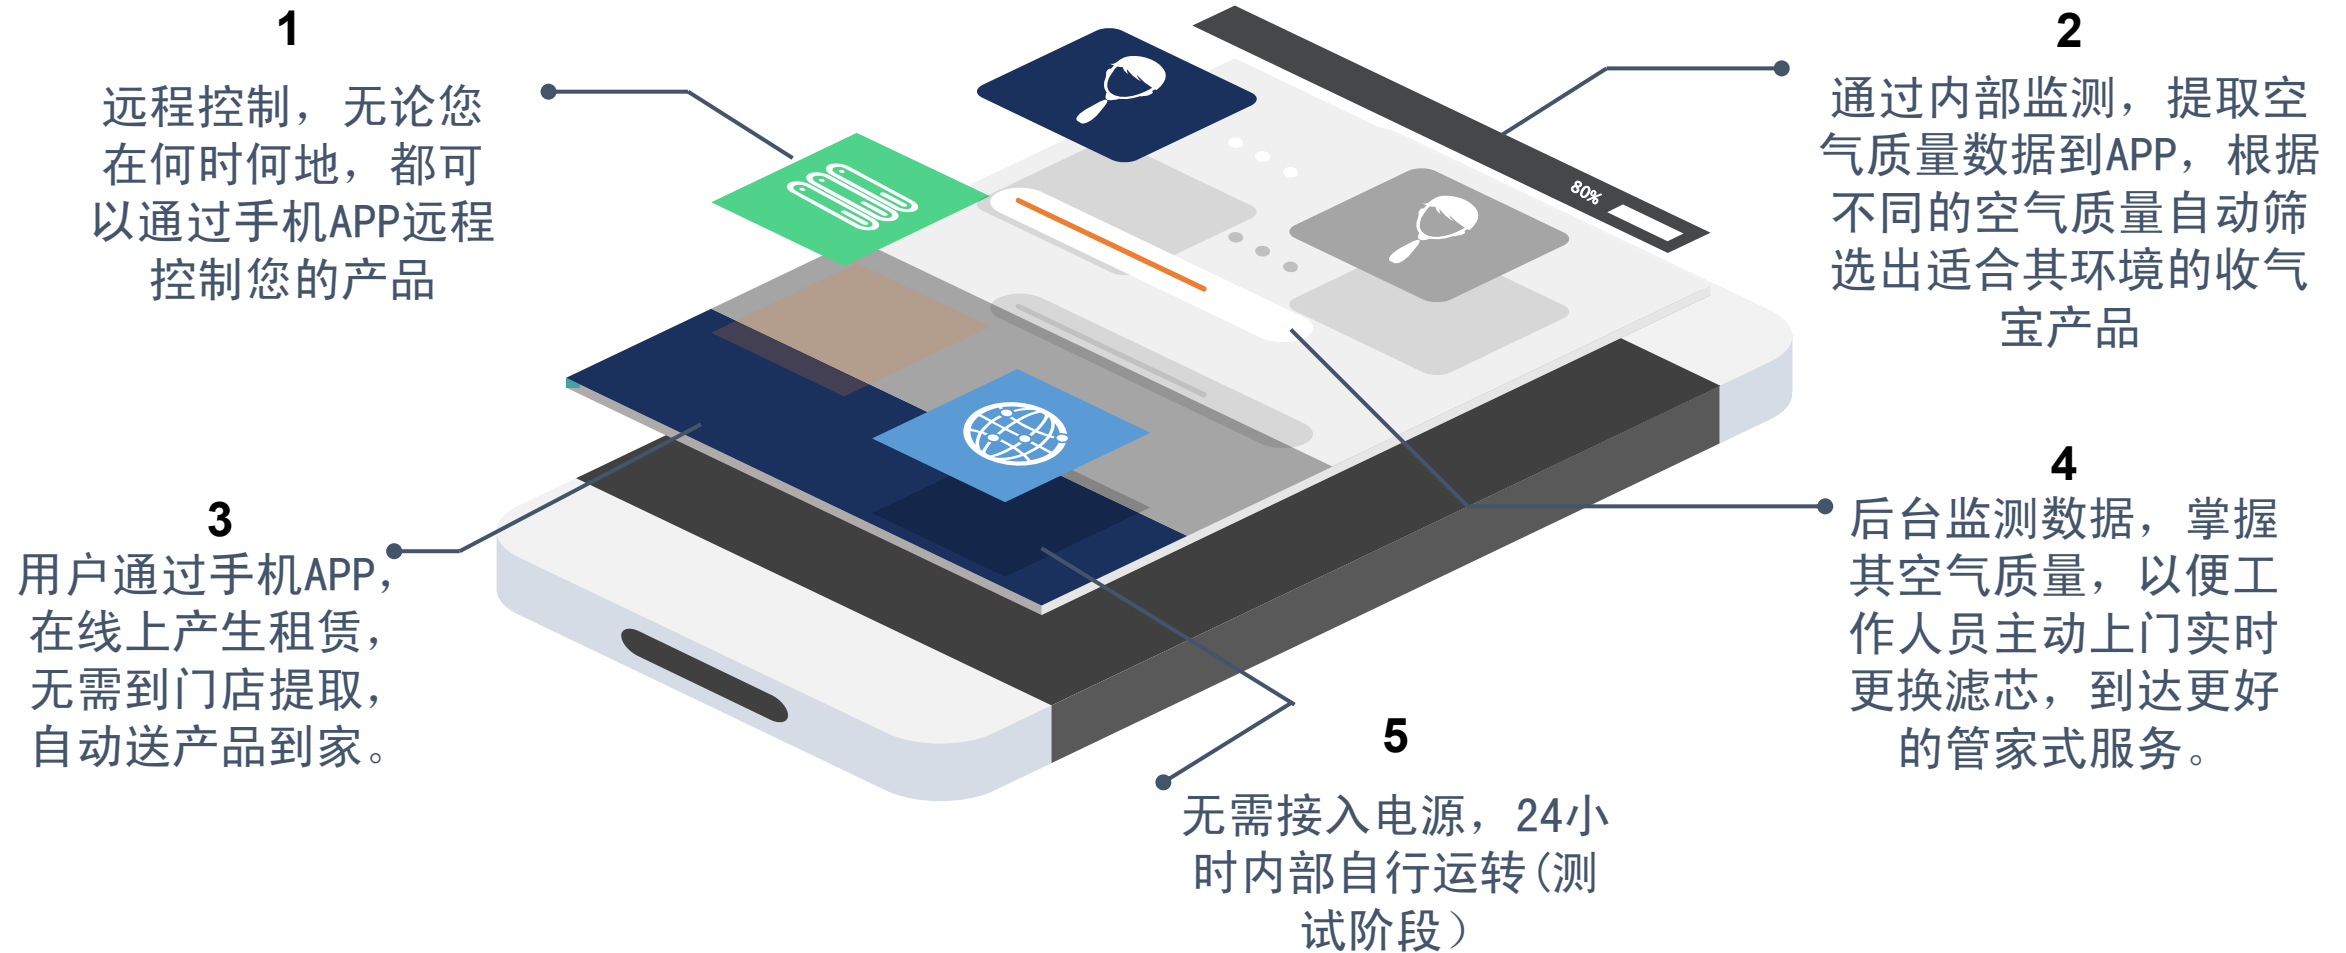 1
远程控制，无论您
在何时何地，都可
以通过手机APP远程
控制您的产品
2
通过内部监测，提取空
气质量数据到APP，根据
不同的空气质量自动筛
选出适合其环境的收气
宝产品
80%
3
用户通过手机APP，
在线上产生租赁，
无需到门店提取，
自动送产品到家。
4
后台监测数据，掌握
其空气质量，以便工
作人员主动上门实时
更换滤芯，到达更好
的管家式服务。
5
无需接入电源，24小
时内部自行运转(测
试阶段）